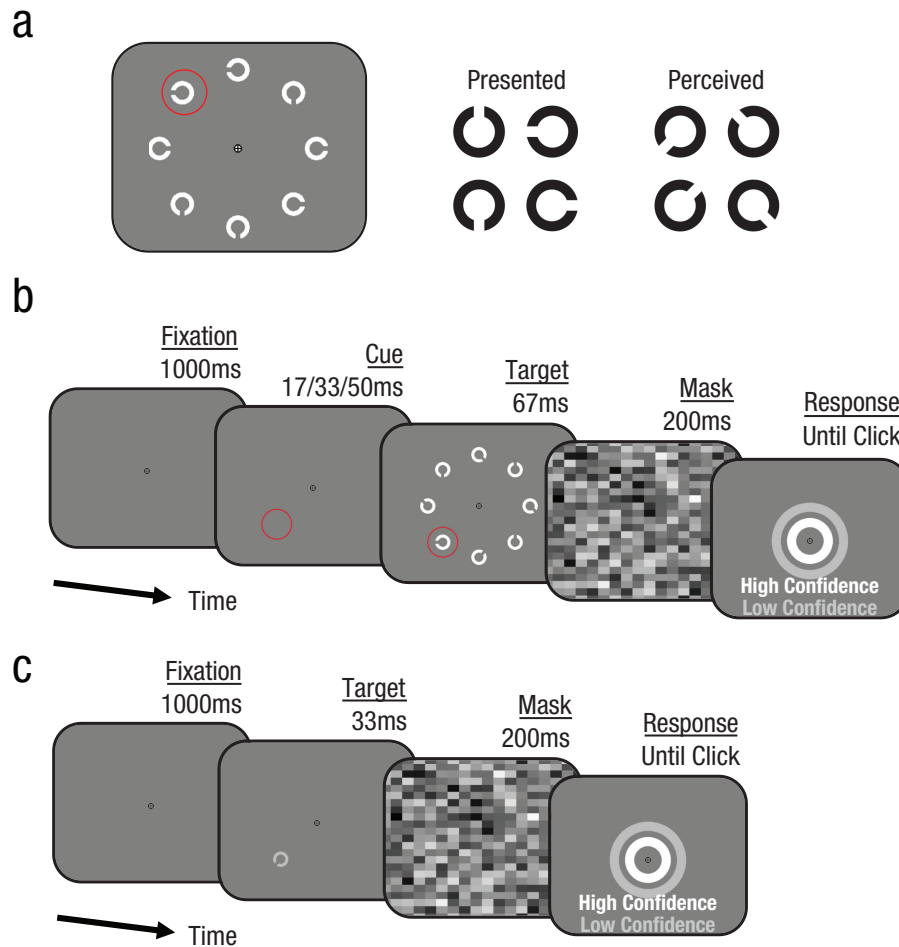 a
Presented
Perceived
b
Fixation
1000ms
Cue
17/33/50ms
Target
67ms
Mask
200ms
Response
Until Click
High Confidence
Low Confidence
Time
c
Fixation
1000ms
Target
33ms
Mask
200ms
Response
Until Click
High Confidence
Low Confidence
Time